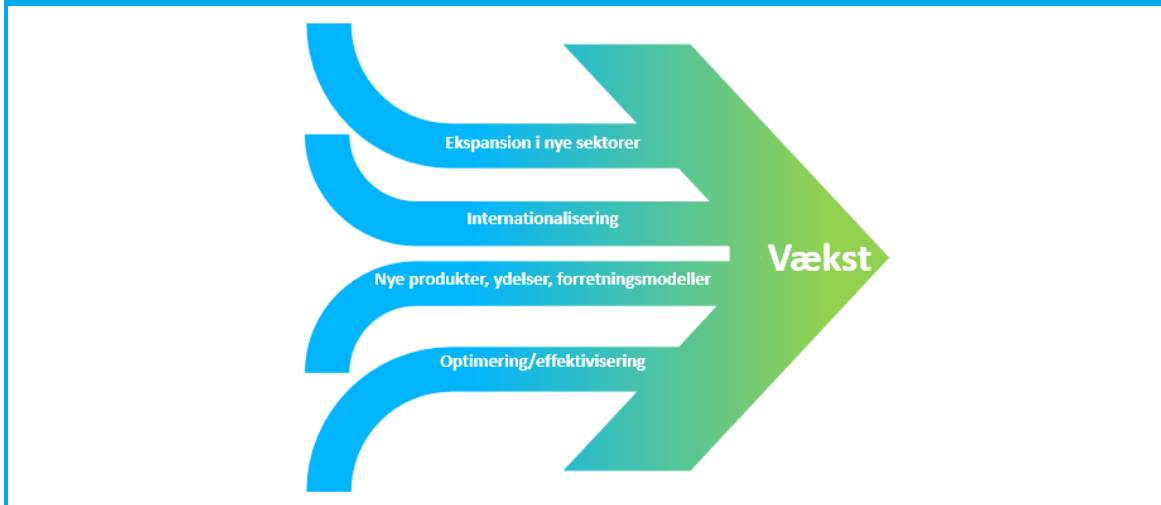 Ekspansion i nye sektorer
Internationalisering
Vækst
Nye produkter, ydelser, forretningsmodeller
Optimering/effektivisering